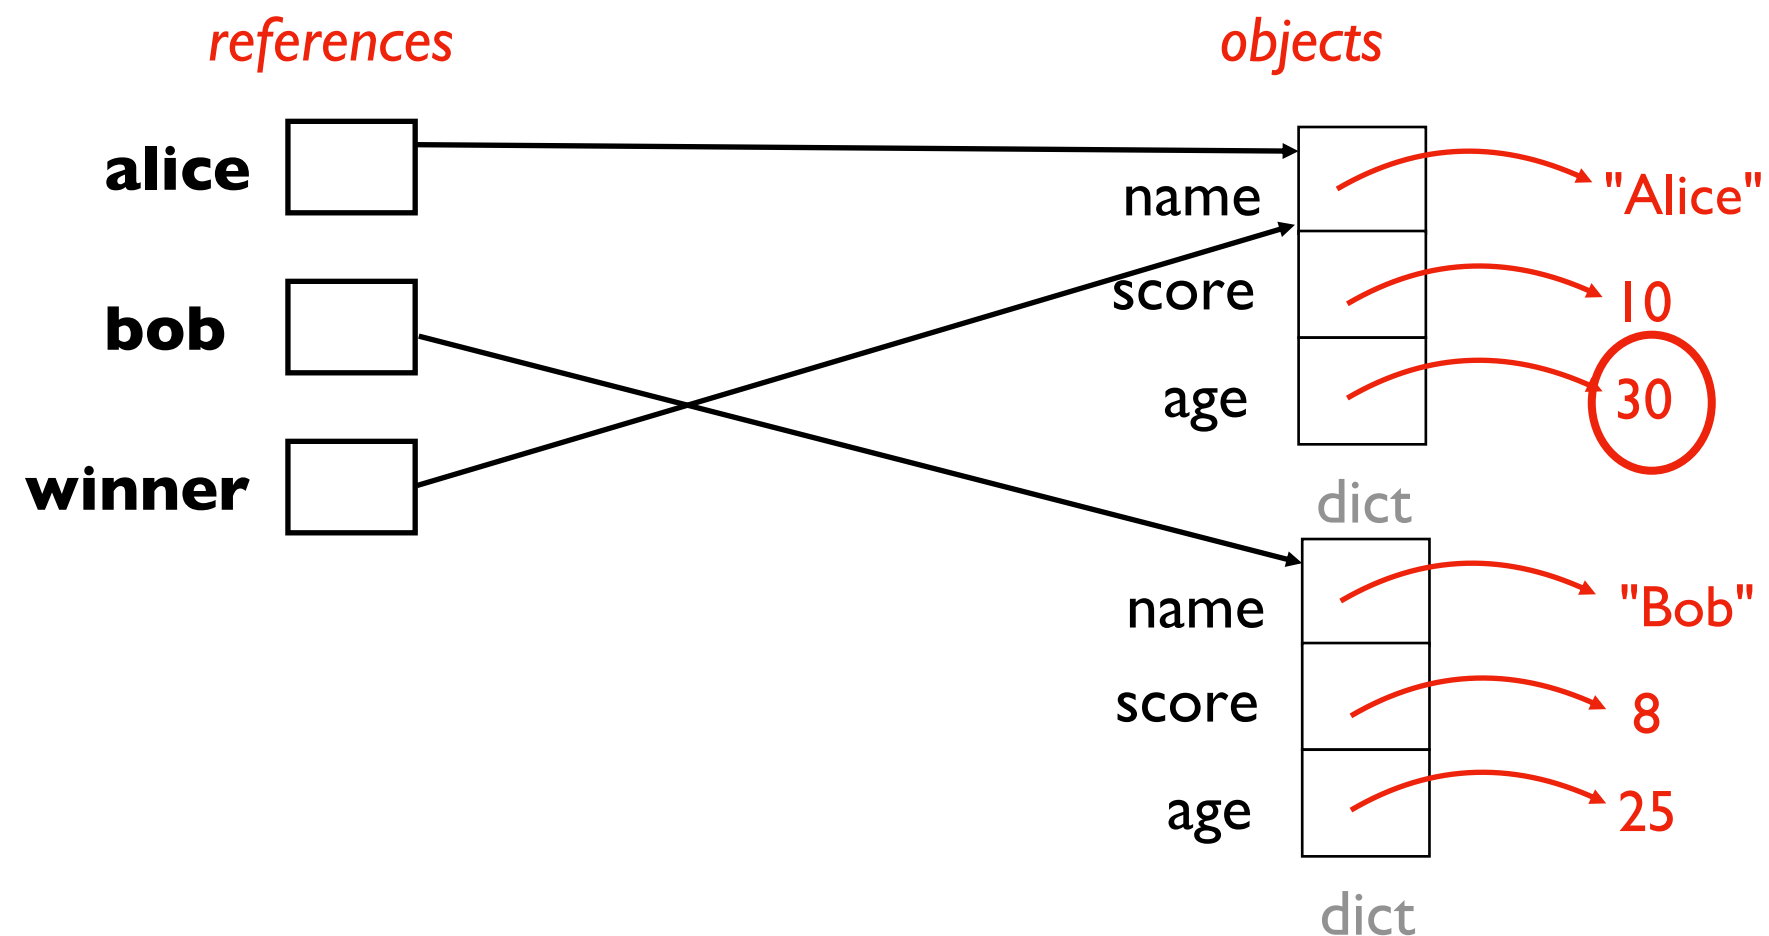 references
objects
alice
name
"Alice"
score
10
bob
age
30
winner
dict
name
"Bob"
score
8
age
25
dict